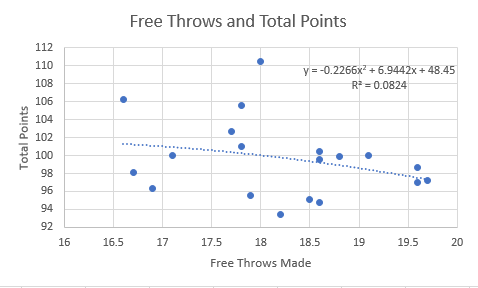 Free Throws and Total Points
112
110
108
106
104
102
100
98
96
94
92
Total Points
y = -0.2266x² + 6.9442x + 48.45
R² = 0.0824
16 16.5 17 17.5 18 18.5 19 19.5 20
Free Throws Made